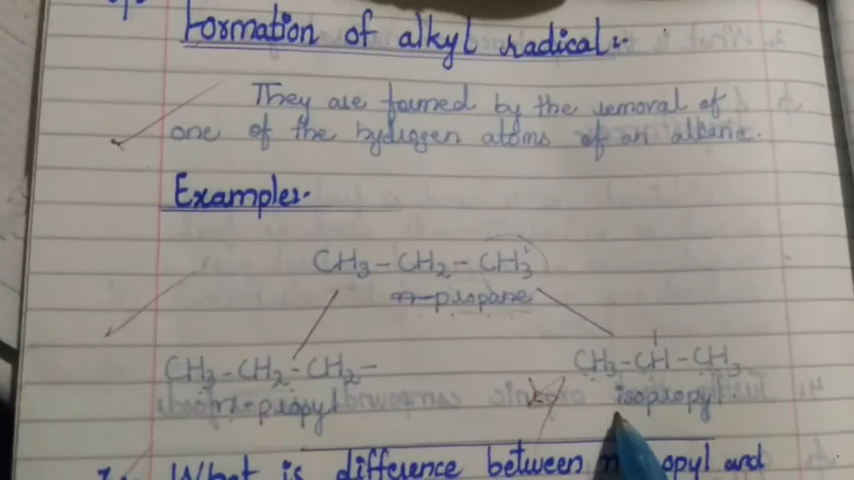 Formation of alkyl radical:-
They are formed by the removal of
one of the hydrogen atoms of an alkane.
Example:-
CH₃-CH₂-CH₃
n-propane
CH₃-CH₂-CH₂-
CH₃-CH-CH₃
n-propyl
isopropyl
What is difference between opyl and